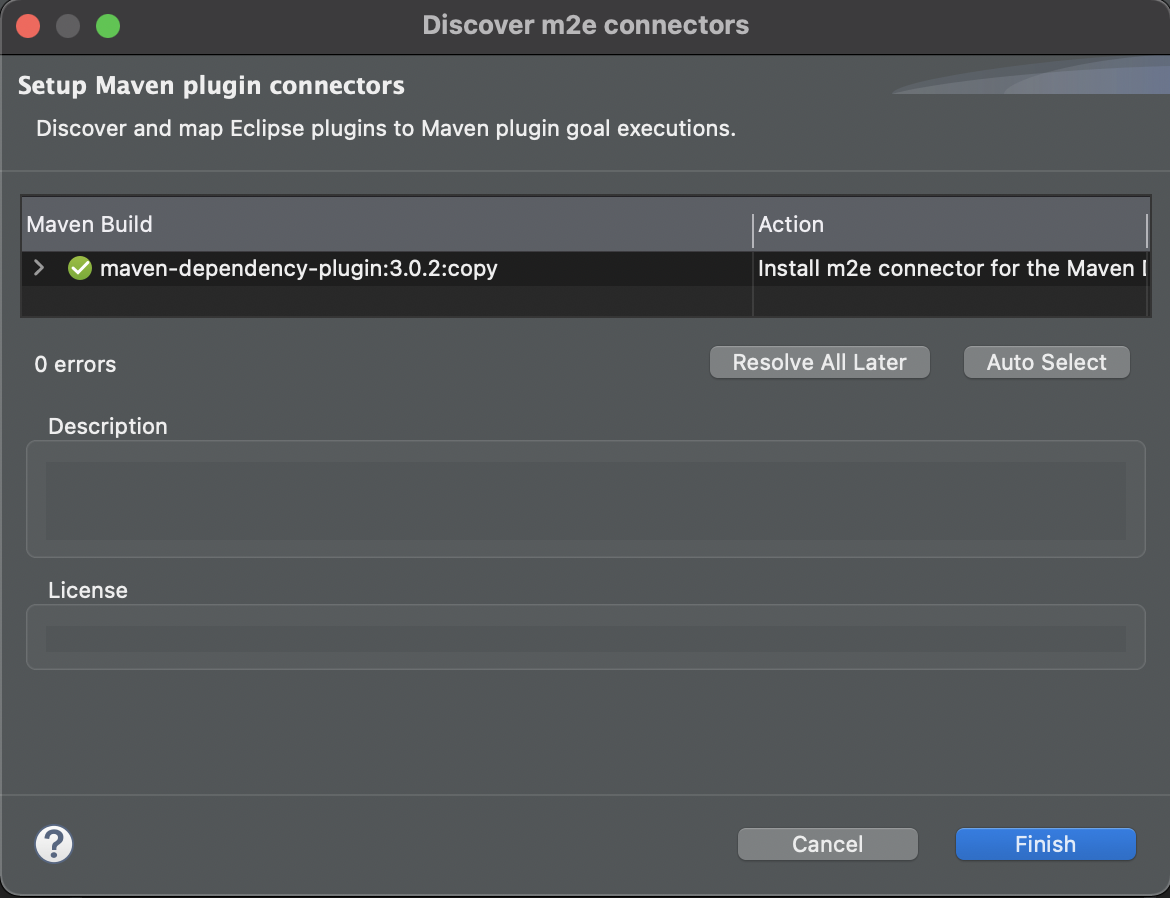 Discover m2e connectors
Setup Maven plugin connectors
Discover and map Eclipse plugins to Maven plugin goal executions.
Maven Build Action
maven-dependency-plugin:3.0.2:copy Install m2e connector for the Maven
0 errors Resolve All Later Auto Select
Description
License
? Cancel Finish